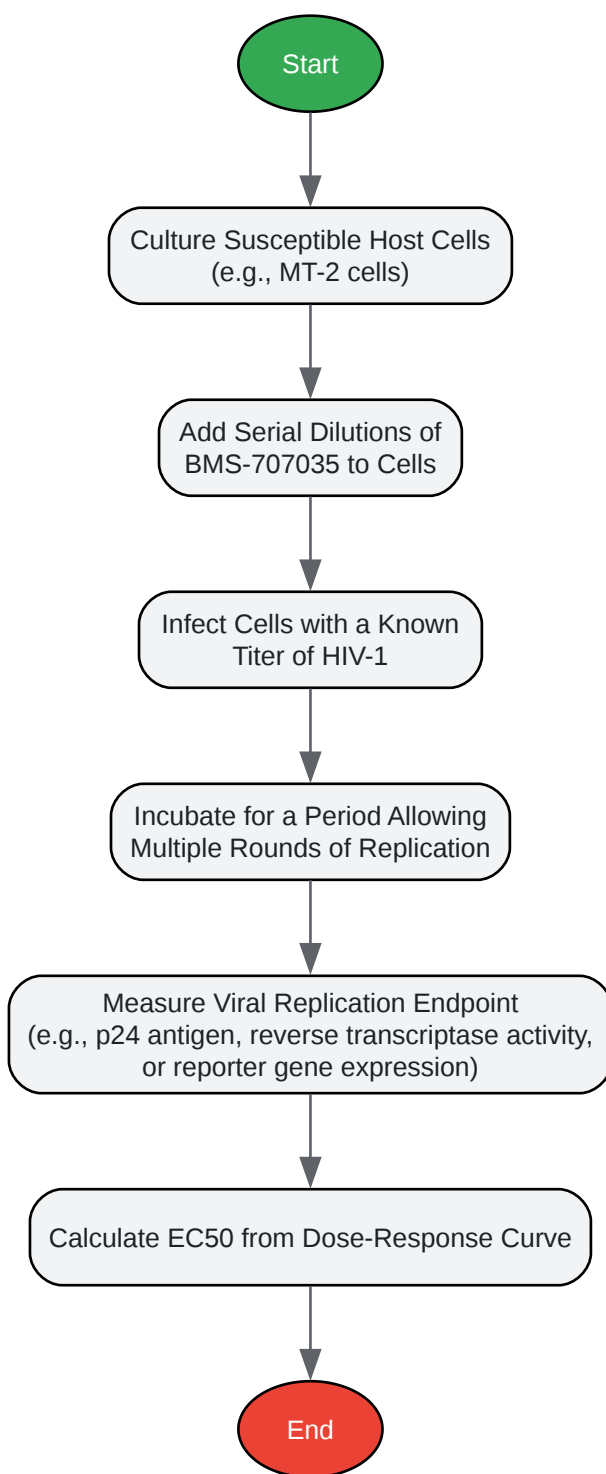 Start
Culture Susceptible Host Cells
(e.g., MT-2 cells)
Add Serial Dilutions of
BMS-707035 to Cells
Infect Cells with a Known
Titer of HIV-1
Incubate for a Period Allowing
Multiple Rounds of Replication
Measure Viral Replication Endpoint
(e.g., p24 antigen, reverse transcriptase activity,
or reporter gene expression)
Calculate EC50 from Dose-Response Curve
End